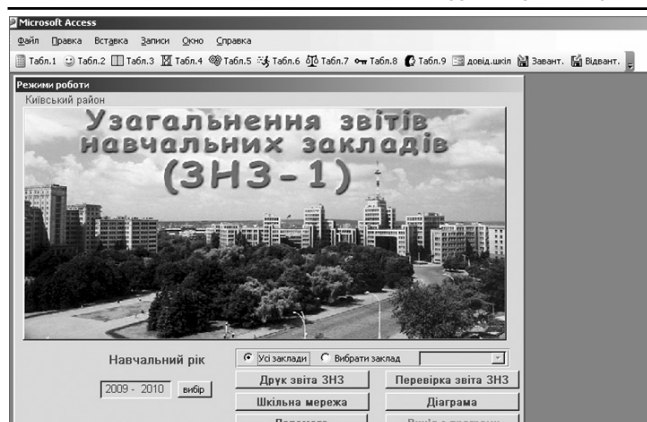 Microsoft Access
Файл Правка Вставка Записи Окно Справка
Табл.1 Табл.2 Табл.3 Табл.4 Табл.5 Табл.6 Табл.7 Табл.8 Табл.9 довід.шкіл Завант. Відвант.
Режими роботи
Київський район
Узагальнення звітів
навчальних закладів
(ЗНЗ-1)
Навчальний рік
Усі заклади Вибрати заклад
2009 - 2010 вибір
Друк звіта ЗНЗ Перевірка звіта ЗНЗ
Шкільна мережа Діаграма